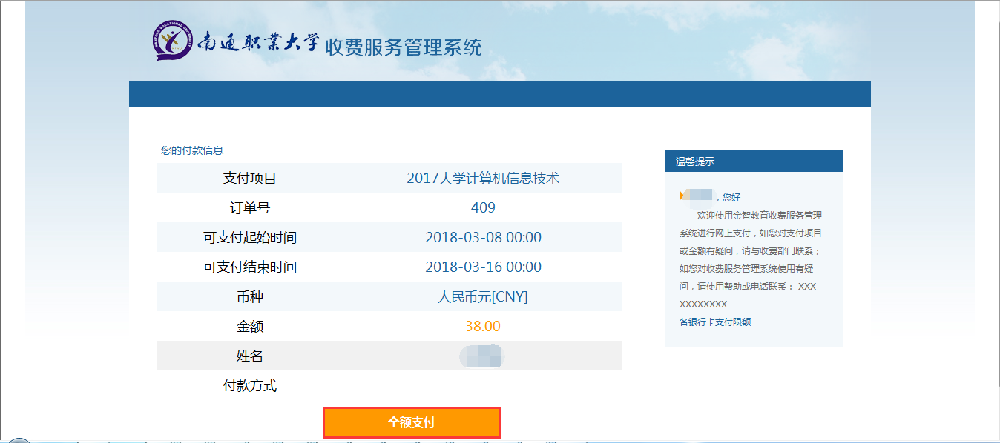 南通职业大学 收费服务管理系统
您的付款信息
支付项目 2017大学计算机信息技术
订单号 409
可支付起始时间 2018-03-08 00:00
可支付结束时间 2018-03-16 00:00
币种 人民币元[CNY]
金额 38.00
姓名
付款方式
全额支付
温馨提示
，您好
欢迎使用金智教育收费服务管理
系统进行网上支付，如您对支付项目
或金额有疑问，请与收费部门联系；
如您对收费服务管理系统使用有疑
问，请使用帮助或电话联系： XXX-
XXXXXXXX
各银行卡支付限额